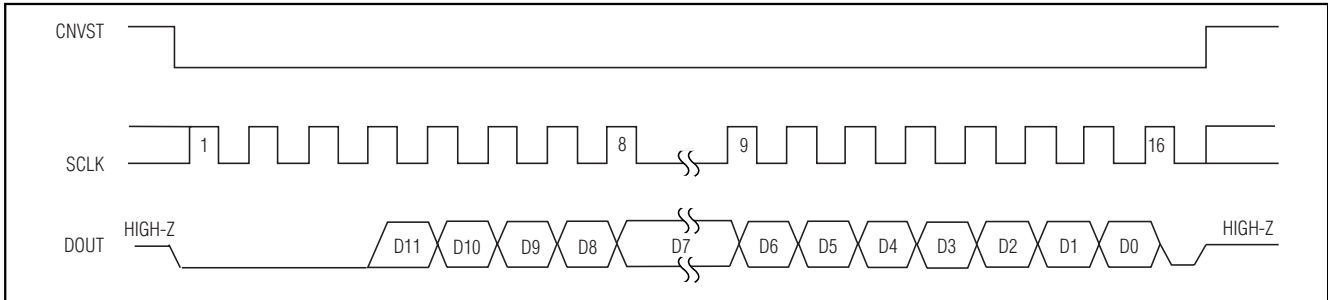 CNVST
1 8 9 16
SCLK
HIGH-Z HIGH-Z
DOUT D11 D10 D9 D8 D7 D6 D5 D4 D3 D2 D1 D0